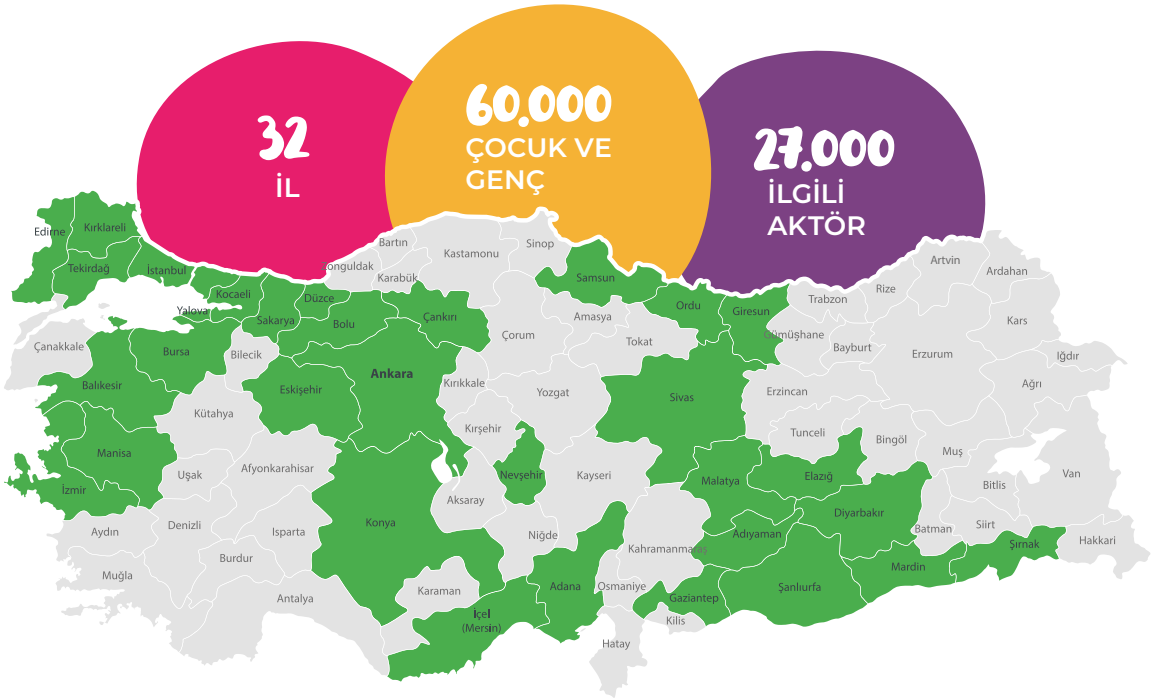 32
İL
60.000
ÇOCUK VE
GENÇ
27.000
İLGİLİ
AKTÖR
Edirne
Kırklareli
Tekirdağ
İstanbul
Kocaeli
Yalova
Sakarya
Düzce
Bolu
onguldak
Bartın
Karabük
Kastamonu
Sinop
Çankırı
Samsun
Ordu
Giresun
Trabzon
Rize
Artvin
Ardahan
Kars
Iğdır
Ağrı
Erzurum
Bayburt
Gümüşhane
Amasya
Tokat
Çorum
Çanakkale
Bursa
Bilecik
Balıkesir
Eskişehir
Ankara
Kırıkkale
Yozgat
Sivas
Erzincan
Tunceli
Bingöl
Muş
Kütahya
Kırşehir
Manisa
Uşak
Afyonkarahisar
Nevşehir
Kayseri
Malatya
Elazığ
Bitlis
Van
İzmir
Aksaray
Konya
Niğde
Diyarbakır
Batman
Siirt
Şırnak
Hakkari
Aydın
Denizli
Isparta
Burdur
Muğla
Antalya
Karaman
İçel
(Mersin)
Adana
Osmaniye
Kahramanmaraş
Adıyaman
Gaziantep
Kilis
Hatay
Şanlıurfa
Mardin